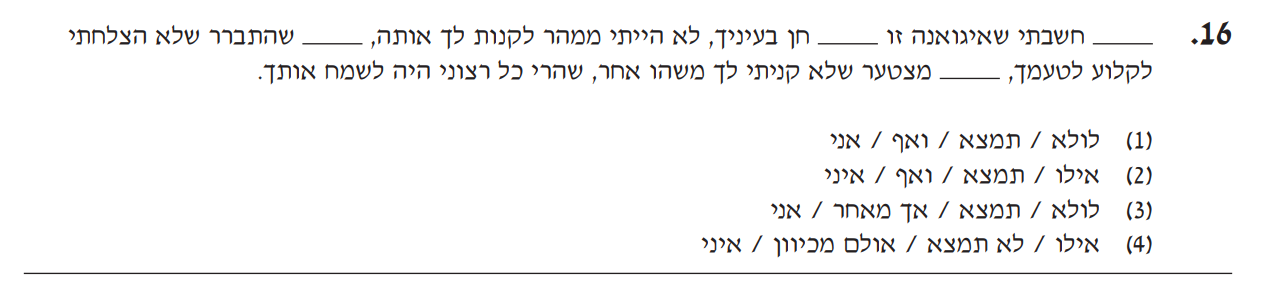 16. _____ חשבתי שאיגואנה זו _____ חן בעיניך, לא הייתי ממהר לקנות לך אותה, _____ שהתברר שלא הצלחתי
לקלוע לטעמך, _____ מצטער שלא קניתי לך משהו אחר, שהרי כל רצוני היה לשמח אותך.
(1) לולא / תמצא / ואף / אני
(2) אילו / תמצא / ואף / איני
(3) לולא / תמצא / אך מאחר / אני
(4) אילו / לא תמצא / אולם מכיוון / איני